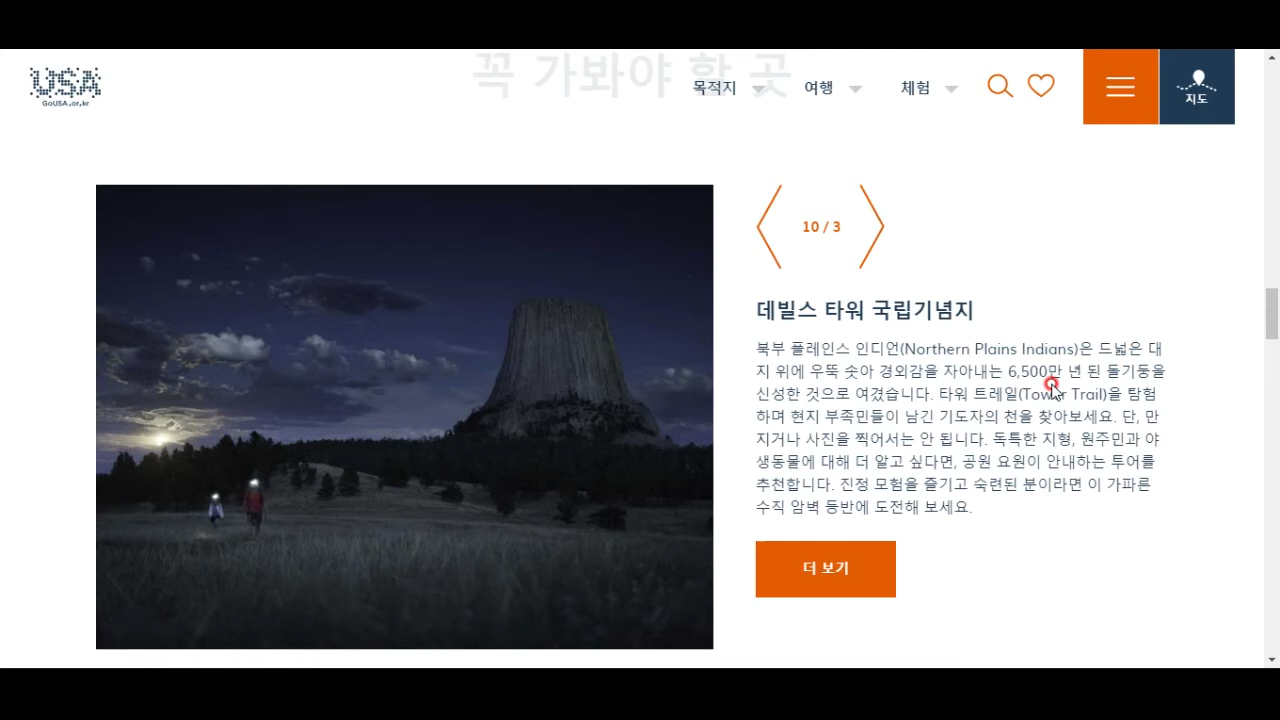 꼭 가봐야 할 곳
USA
GoUSA.or.kr
목적지
여행
체험
지도
10 / 3
데빌스 타워 국립기념지
북부 플레인스 인디언(Northern Plains Indians)은 드넓은 대
지 위에 우뚝 솟아 경외감을 자아내는 6,500만 년 된 돌기둥을
신성한 것으로 여겼습니다. 타워 트레일(Tower Trail)을 탐험
하며 현지 부족민들이 남긴 기도자의 천을 찾아보세요. 단, 만
지거나 사진을 찍어서는 안 됩니다. 독특한 지형, 원주민과 야
생동물에 대해 더 알고 싶다면, 공원 요원이 안내하는 투어를
추천합니다. 진정 모험을 즐기고 숙련된 분이라면 이 가파른
수직 암벽 등반에 도전해 보세요.
더 보기